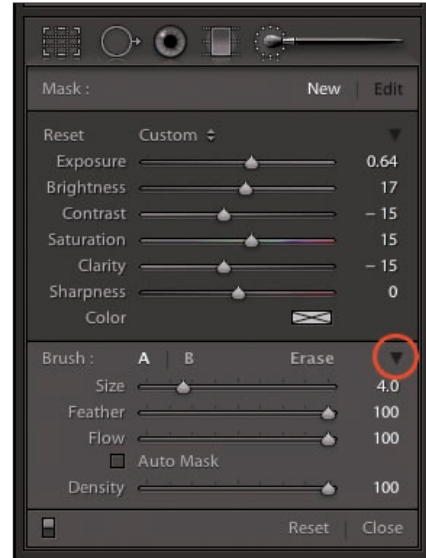 Mask : New | Edit
Reset Custom
Exposure 0.64
Brightness 17
Contrast – 15
Saturation 15
Clarity – 15
Sharpness 0
Color
Brush : A | B Erase
Size 4.0
Feather 100
Flow 100
Auto Mask
Density 100
Reset | Close